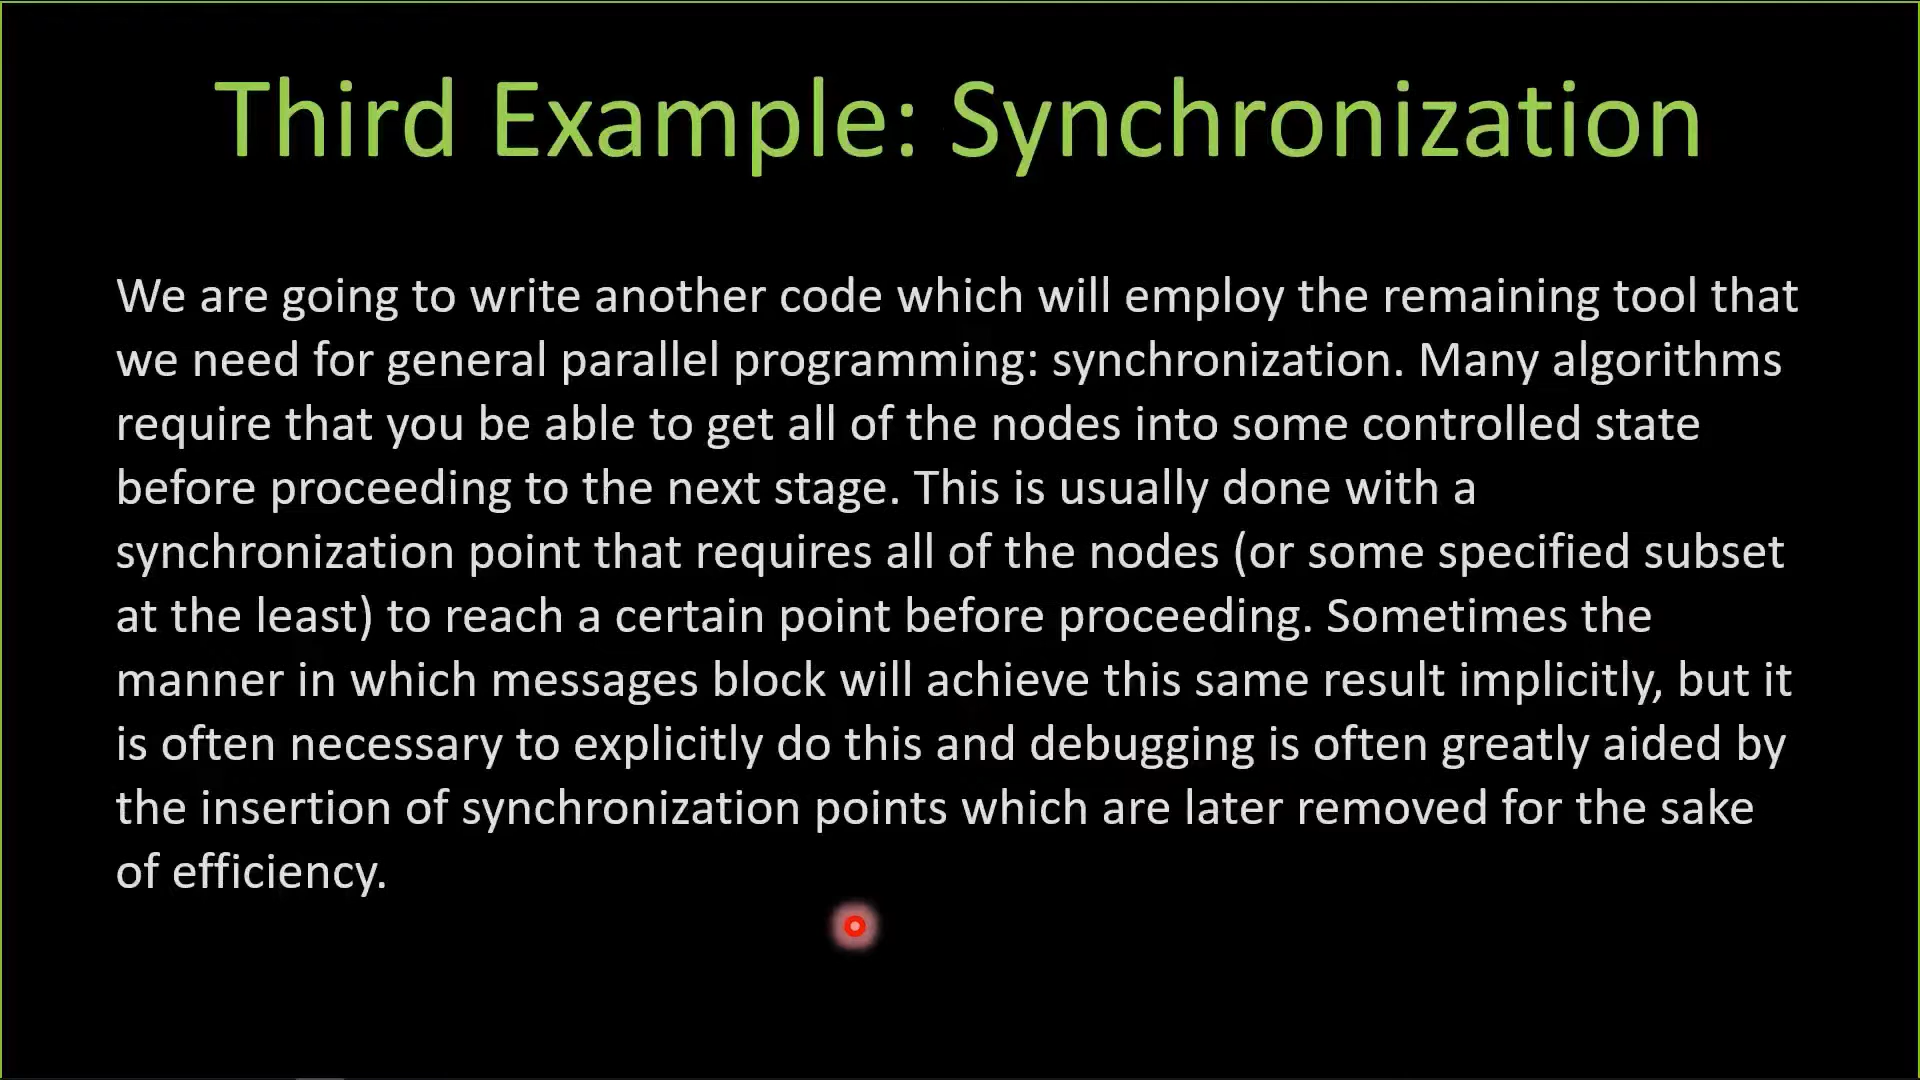 Third Example: Synchronization
We are going to write another code which will employ the remaining tool that
we need for general parallel programming: synchronization. Many algorithms
require that you be able to get all of the nodes into some controlled state
before proceeding to the next stage. This is usually done with a
synchronization point that requires all of the nodes (or some specified subset
at the least) to reach a certain point before proceeding. Sometimes the
manner in which messages block will achieve this same result implicitly, but it
is often necessary to explicitly do this and debugging is often greatly aided by
the insertion of synchronization points which are later removed for the sake
of efficiency.